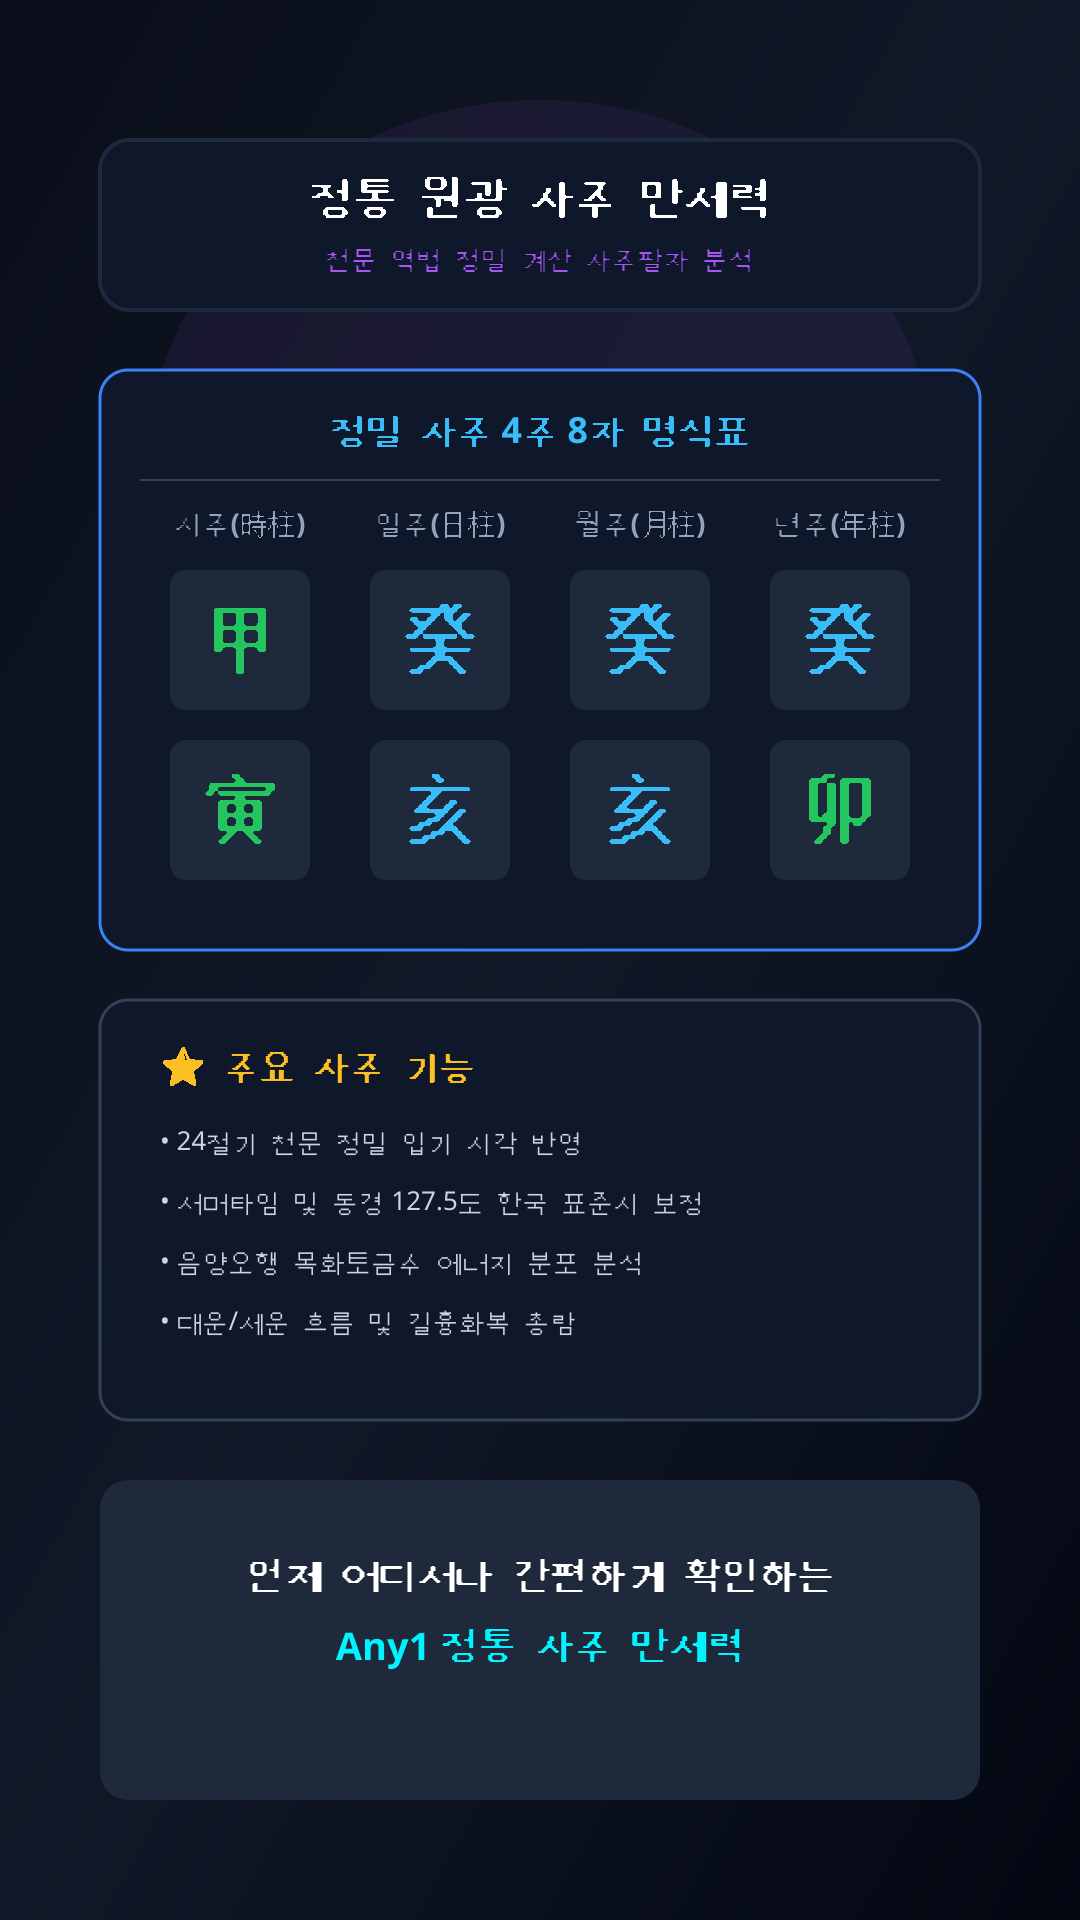 정통 원광 사주 만세력
천문 역법 정밀 계산 사주팔자 분석
정밀 사주 4주 8자 명식표
시주(時柱) 일주(日柱) 월주(月柱) 년주(年柱)
甲 癸 癸 癸
寅 亥 亥 卯
주요 사주 기능
• 24절기 천문 정밀 입기 시각 반영
• 서머타임 및 동경 127.5도 한국 표준시 보정
• 음양오행 목화토금수 에너지 분포 분석
• 대운/세운 흐름 및 길흉화복 총람
언제 어디서나 간편하게 확인하는
Any1 정통 사주 만세력